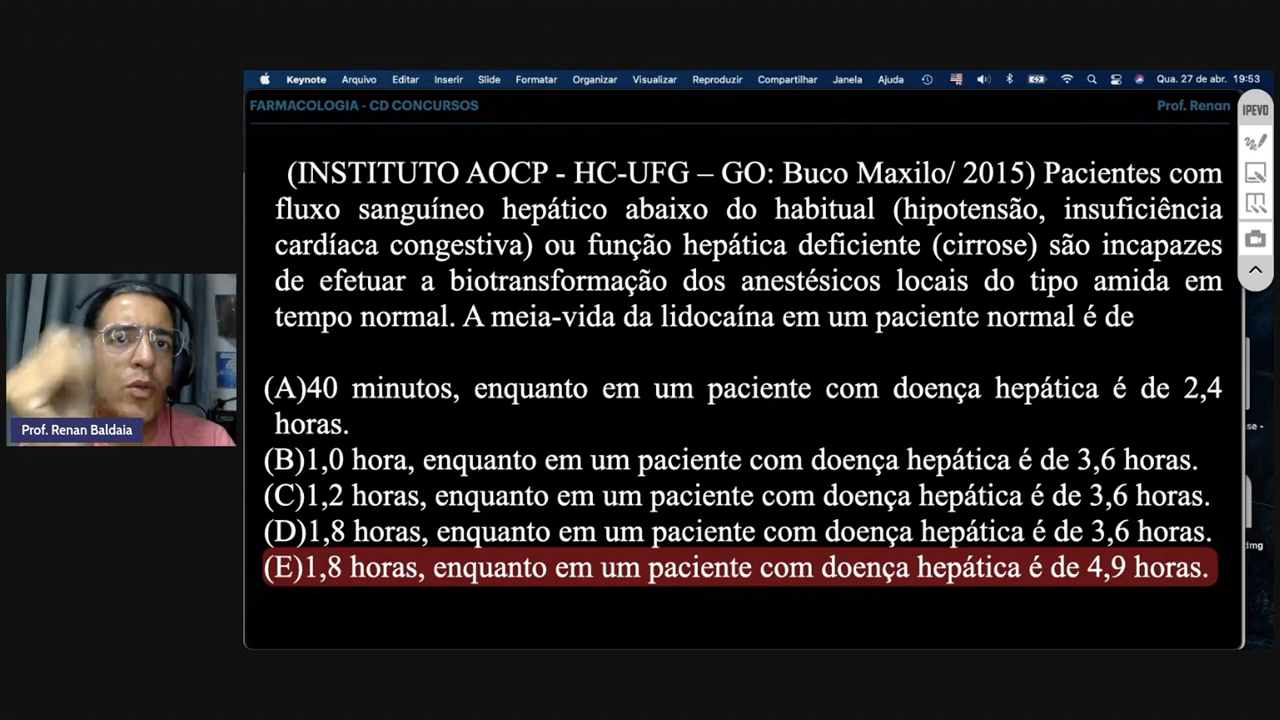 Keynote Arquivo Editar Inserir Slide Formatar Organizar Visualizar Reproduzir Compartilhar Janela Ajuda Qua. 27 de abr. 19:53
FARMACOLOGIA - CD CONCURSOS Prof. Renan
IPEVO
(INSTITUTO AOCP - HC-UFG – GO: Buco Maxilo/ 2015) Pacientes com
fluxo sanguíneo hepático abaixo do habitual (hipotensão, insuficiência
cardíaca congestiva) ou função hepática deficiente (cirrose) são incapazes
de efetuar a biotransformação dos anestésicos locais do tipo amida em
tempo normal. A meia-vida da lidocaína em um paciente normal é de
(A)40 minutos, enquanto em um paciente com doença hepática é de 2,4
horas.
(B)1,0 hora, enquanto em um paciente com doença hepática é de 3,6 horas.
(C)1,2 horas, enquanto em um paciente com doença hepática é de 3,6 horas.
(D)1,8 horas, enquanto em um paciente com doença hepática é de 3,6 horas.
(E)1,8 horas, enquanto em um paciente com doença hepática é de 4,9 horas.
Prof. Renan Baldaia
se -
dmg